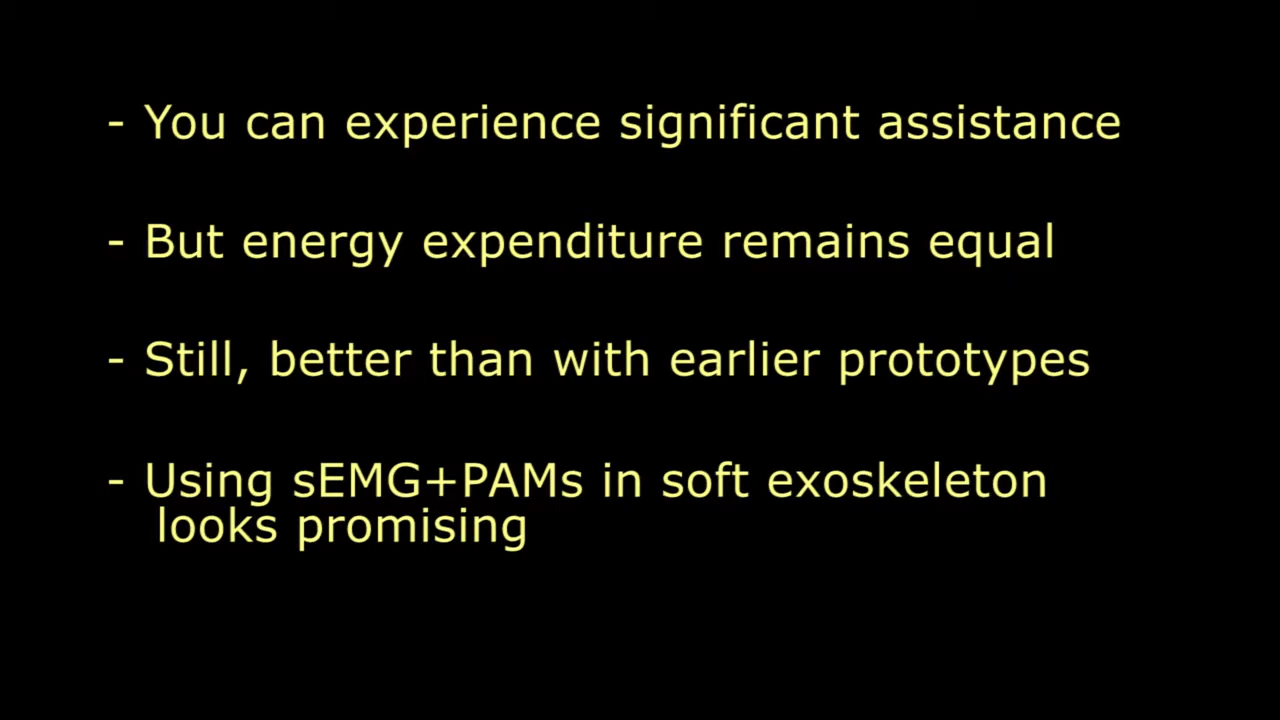 - You can experience significant assistance
- But energy expenditure remains equal
- Still, better than with earlier prototypes
- Using sEMG+PAMs in soft exoskeleton
looks promising